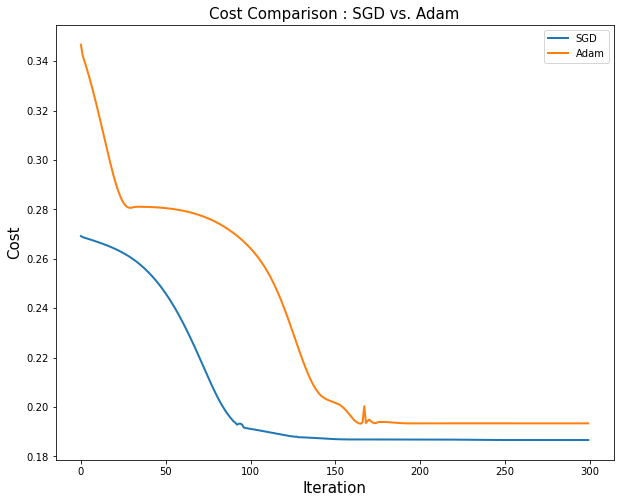 Cost Comparison : SGD vs. Adam
SGD
Adam
Cost
0.34
0.32
0.30
0.28
0.26
0.24
0.22
0.20
0.18
0 50 100 150 200 250 300
Iteration